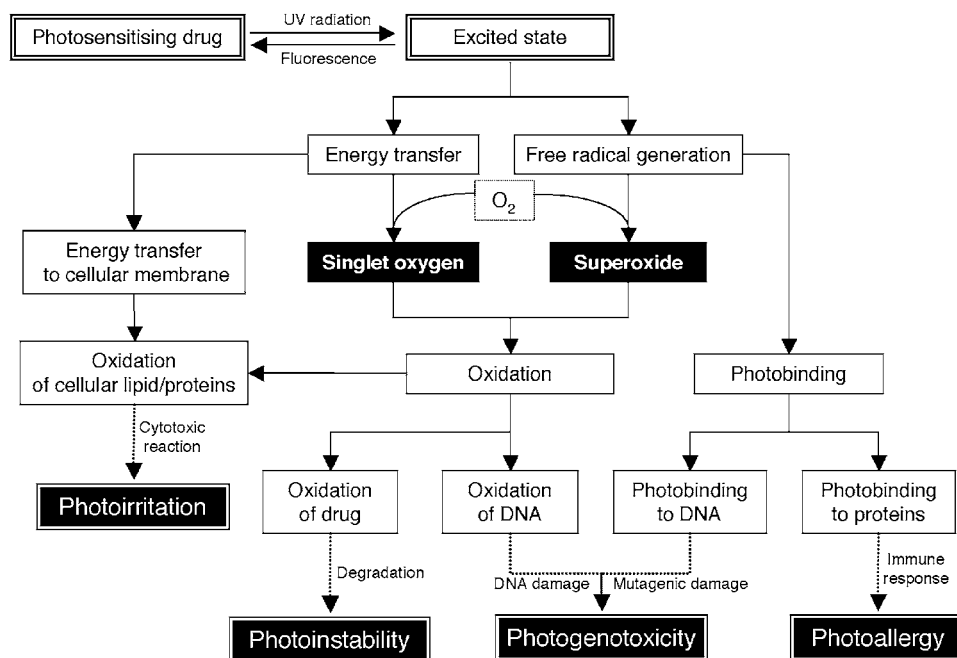 Photosensitising drug
UV radiation
Fluorescence
Excited state
Energy transfer
Free radical generation
O2
Energy transfer
to cellular membrane
Singlet oxygen
Superoxide
Oxidation
of cellular lipid/proteins
Oxidation
Photobinding
Cytotoxic
reaction
Photoirritation
Oxidation
of drug
Oxidation
of DNA
Photobinding
to DNA
Photobinding
to proteins
Degradation
DNA damage
Mutagenic damage
Immune
response
Photoinstability
Photogenotoxicity
Photoallergy